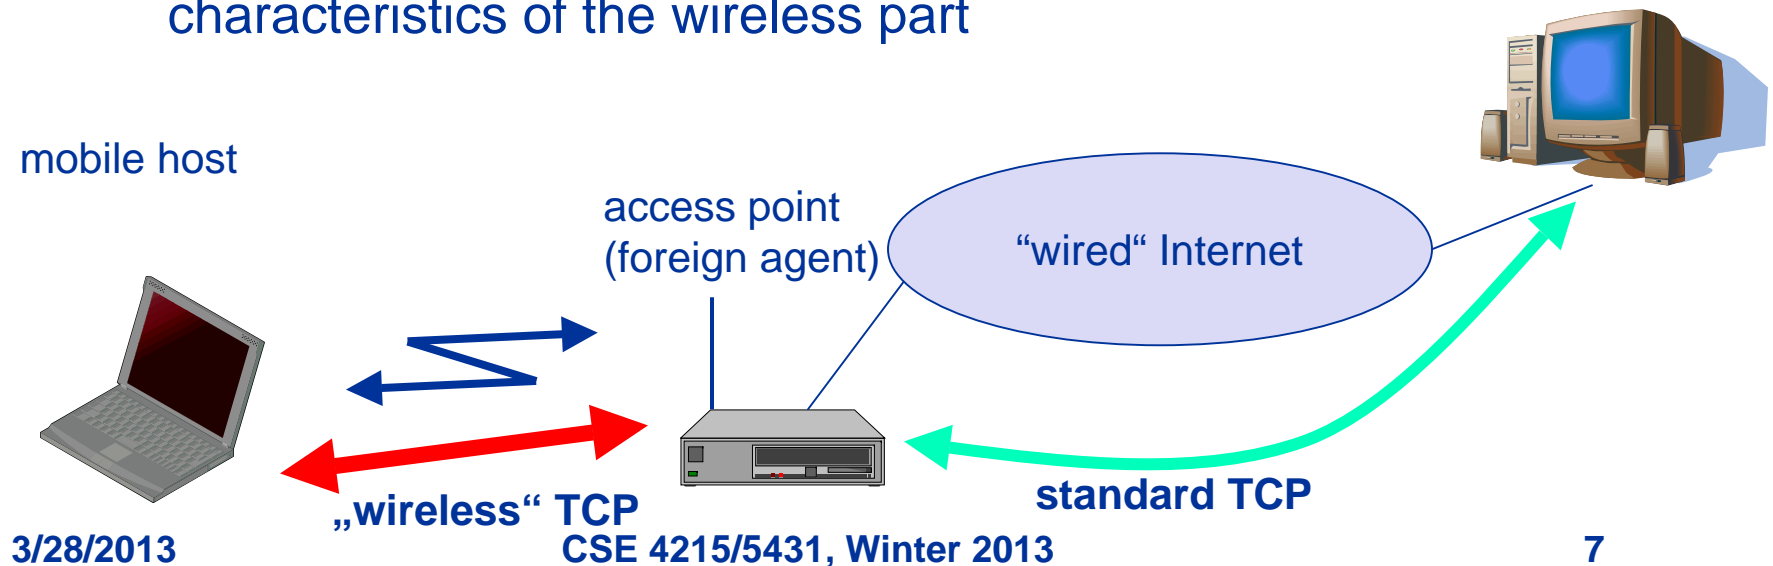 characteristics of the wireless part
mobile host
access point
(foreign agent)
“wired“ Internet
„wireless“ TCP
standard TCP
3/28/2013
CSE 4215/5431, Winter 2013
7